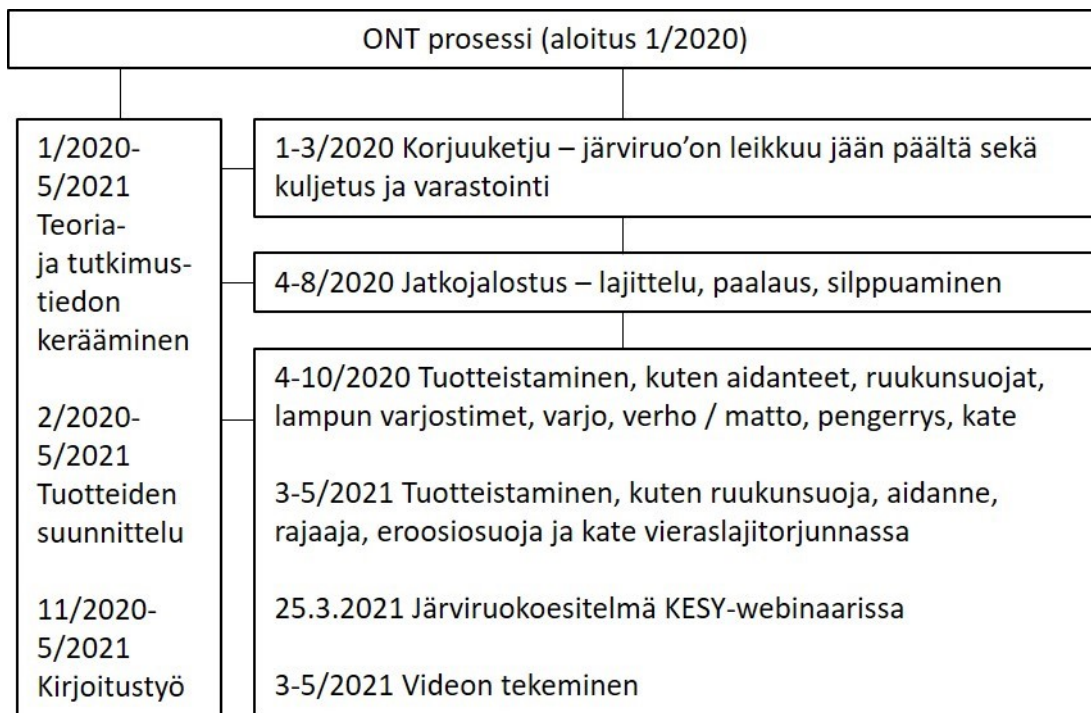 ONT prosessi (aloitus 1/2020)
1/2020-
5/2021
Teoria-
ja tutkimus-
tiedon
kerääminen
2/2020-
5/2021
Tuotteiden
suunnittelu
11/2020-
5/2021
Kirjoitustyö
1-3/2020 Korjuuketju – järviruo’on leikkuu jään päältä sekä
kuljetus ja varastointi
4-8/2020 Jatkojalostus – lajittelu, paalaus, silppuaminen
4-10/2020 Tuotteistaminen, kuten aidanteet, ruukunsuojat,
lampun varjostimet, varjo, verho / matto, pengerrys, kate
3-5/2021 Tuotteistaminen, kuten ruukunsuoja, aidanne,
rajaaja, eroosiosuoja ja kate vieraslajitorjunnassa
25.3.2021 Järviruokoesitelmä KESY-webinaarissa
3-5/2021 Videon tekeminen